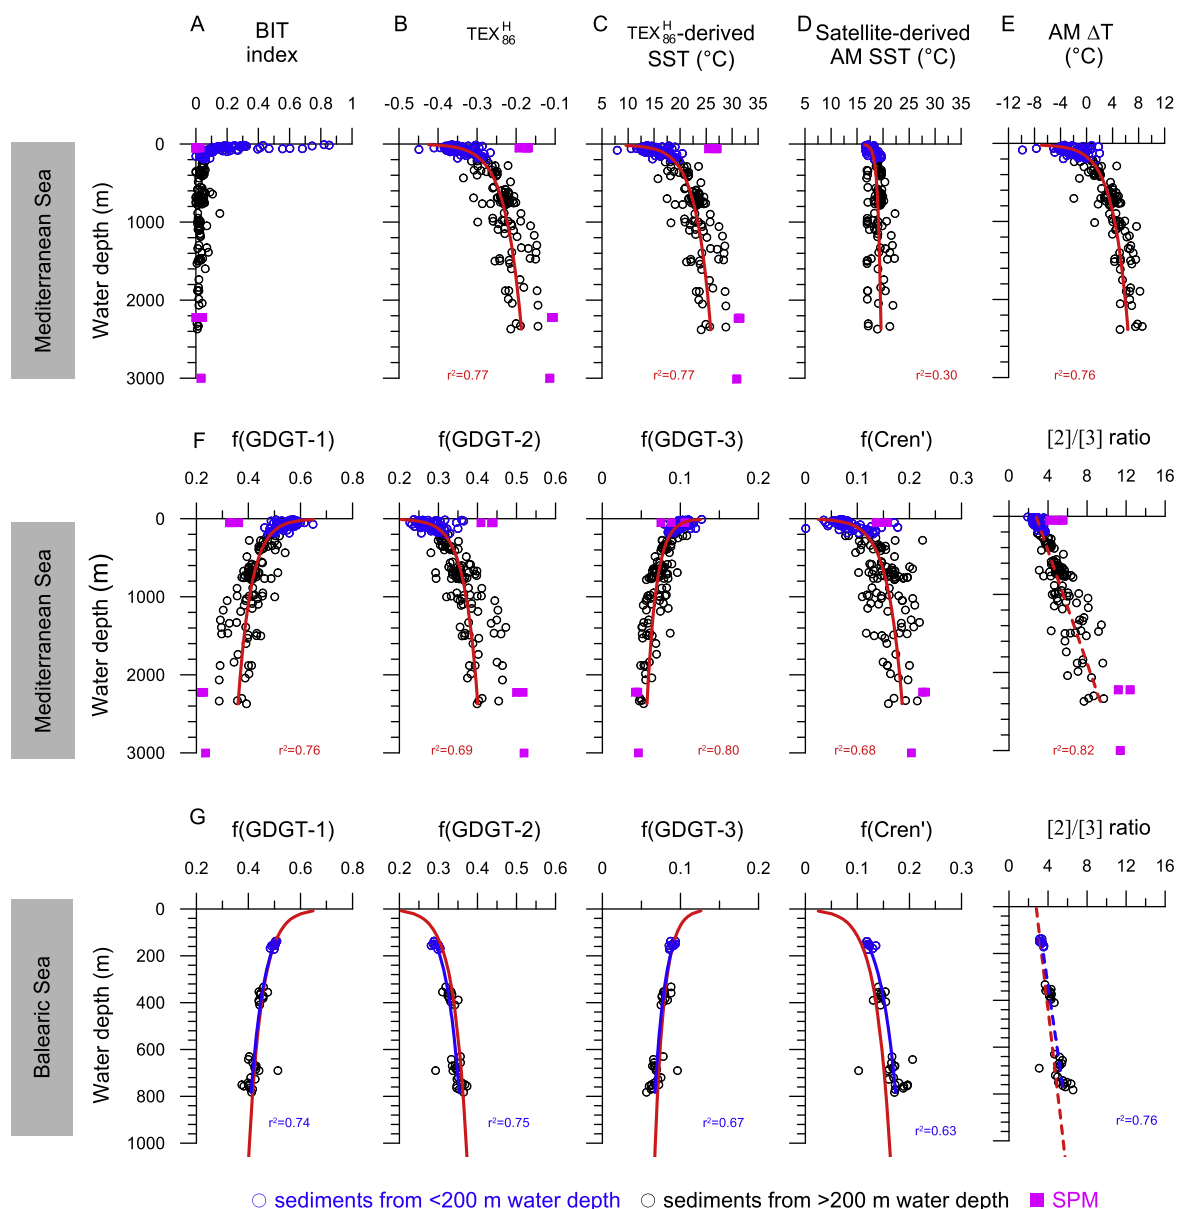 A BIT index
B TEX₈₆ᴴ
C TEX₈₆ᴴ-derived SST (°C)
D Satellite-derived AM SST (°C)
E AM ΔT (°C)
0 0.2 0.4 0.6 0.8 1
-0.5 -0.3 -0.2 -0.1
5 10 15 20 25 30 35
5 10 15 20 25 30 35
-12 -8 -4 0 4 8 12
Mediterranean Sea
Water depth (m)
0
1000
2000
3000
r²=0.77
r²=0.77
r²=0.30
r²=0.76
F f(GDGT-1) f(GDGT-2) f(GDGT-3) f(Cren') [2]/[3] ratio
0.2 0.4 0.6 0.8
0.2 0.3 0.4 0.5 0.6
0 0.1 0.2
0 0.1 0.2 0.3
0 4 8 12 16
Mediterranean Sea
Water depth (m)
0
1000
2000
3000
r²=0.76
r²=0.69
r²=0.80
r²=0.68
r²=0.82
G f(GDGT-1) f(GDGT-2) f(GDGT-3) f(Cren') [2]/[3] ratio
0.2 0.4 0.6 0.8
0.2 0.3 0.4 0.5 0.6
0 0.1 0.2
0 0.1 0.2 0.3
0 4 8 12 16
Balearic Sea
Water depth (m)
0
200
400
600
800
1000
r²=0.74
r²=0.75
r²=0.67
r²=0.63
r²=0.76
sediments from <200 m water depth
sediments from >200 m water depth
SPM